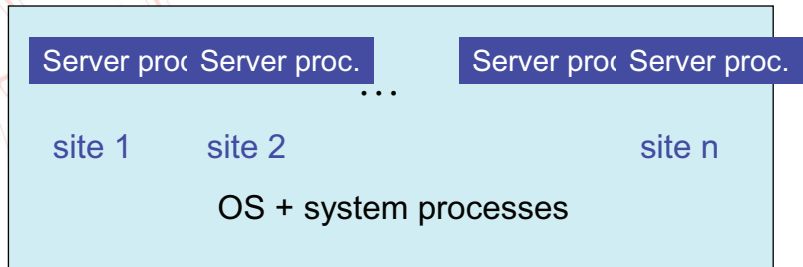 Server proc Server proc. Server proc Server proc.
...
site 1 site 2 site n
OS + system processes